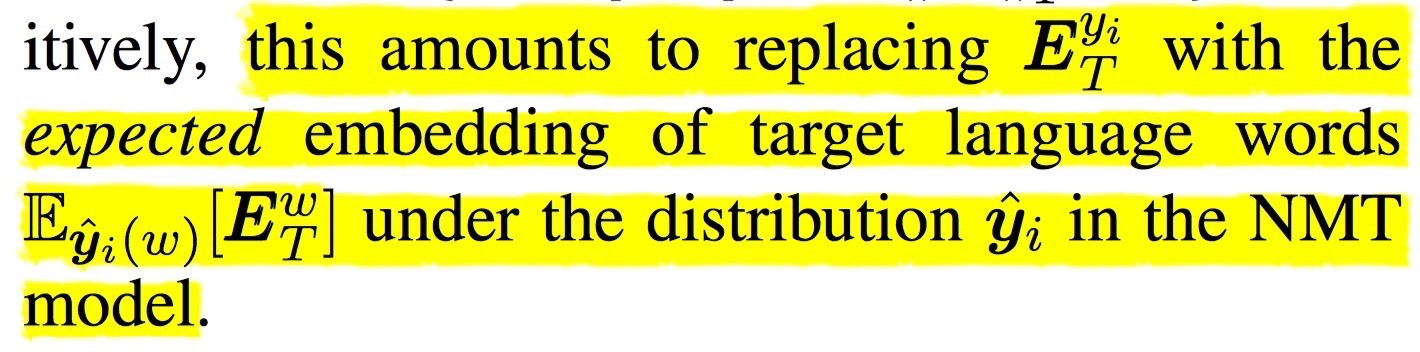 itively, this amounts to replacing $\boldsymbol{E}_T^{y_i}$ with the
expected embedding of target language words
$\mathbb{E}_{\hat{\boldsymbol{y}}_i(w)}[\boldsymbol{E}_T^w]$ under the distribution $\hat{\boldsymbol{y}}_i$ in the NMT
model.